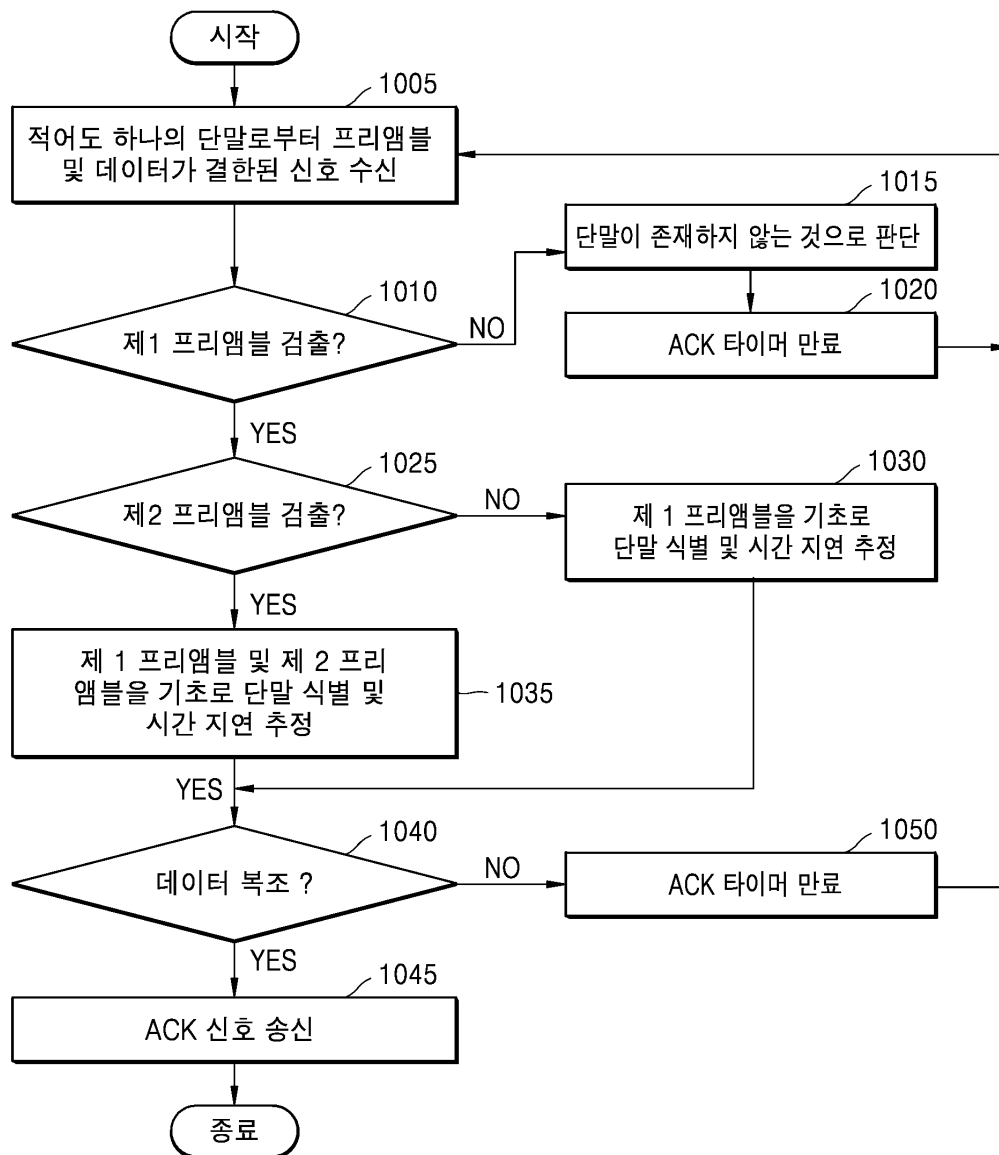 시작
1005
적어도 하나의 단말로부터 프리앰블
및 데이터가 결한된 신호 수신
1015
단말이 존재하지 않는 것으로 판단
1010
제1 프리앰블 검출?
NO
1020
ACK 타이머 만료
YES
1025
제2 프리앰블 검출?
NO
1030
제 1 프리앰블을 기초로
단말 식별 및 시간 지연 추정
YES
제 1 프리앰블 및 제 2 프리
앰블을 기초로 단말 식별 및
시간 지연 추정
1035
YES
1040
데이터 복조 ?
NO
1050
ACK 타이머 만료
YES
1045
ACK 신호 송신
종료